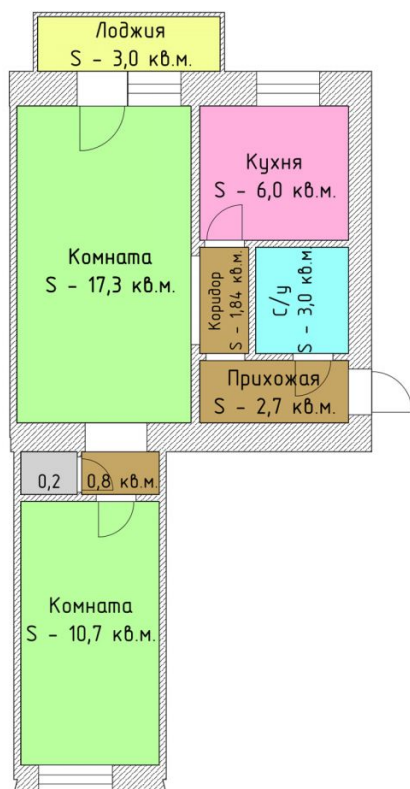 Лоджия
S - 3,0 кв.м.
Кухня
S - 6,0 кв.м.
Комната
S - 17,3 кв.м.
Коридор
S - 1,84 кв.м.
С/у
S - 3,0 кв.м
Прихожая
S - 2,7 кв.м.
0,2
0,8 кв.м.
Комната
S - 10,7 кв.м.